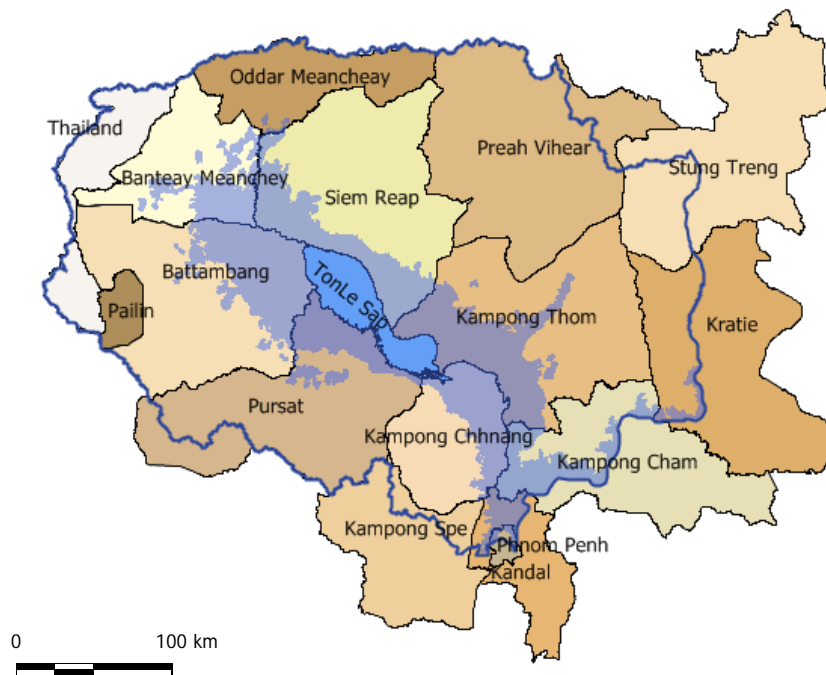 Oddar Meancheay
Thailand
Preah Vihear
Stung Treng
Banteay Meanchey
Siem Reap
Battambang
TonLe Sap
Pailin
Kampong Thom
Kratie
Pursat
Kampong Chhnang
Kampong Cham
Kampong Spe
Phnom Penh
Kandal
0 100 km